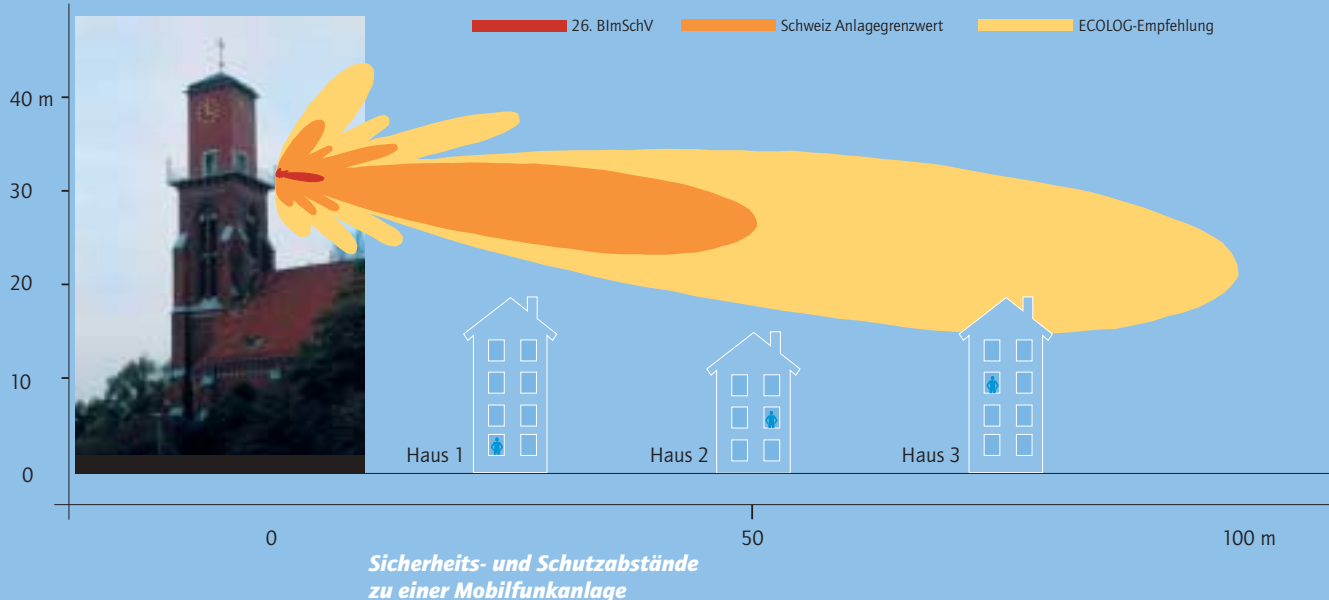 26. BImSchV
Schweiz Anlagegrenzwert
ECOLOG-Empfehlung
40 m
30
20
10
0
Haus 1
Haus 2
Haus 3
0
50
100 m
Sicherheits- und Schutzabstände
zu einer Mobilfunkanlage